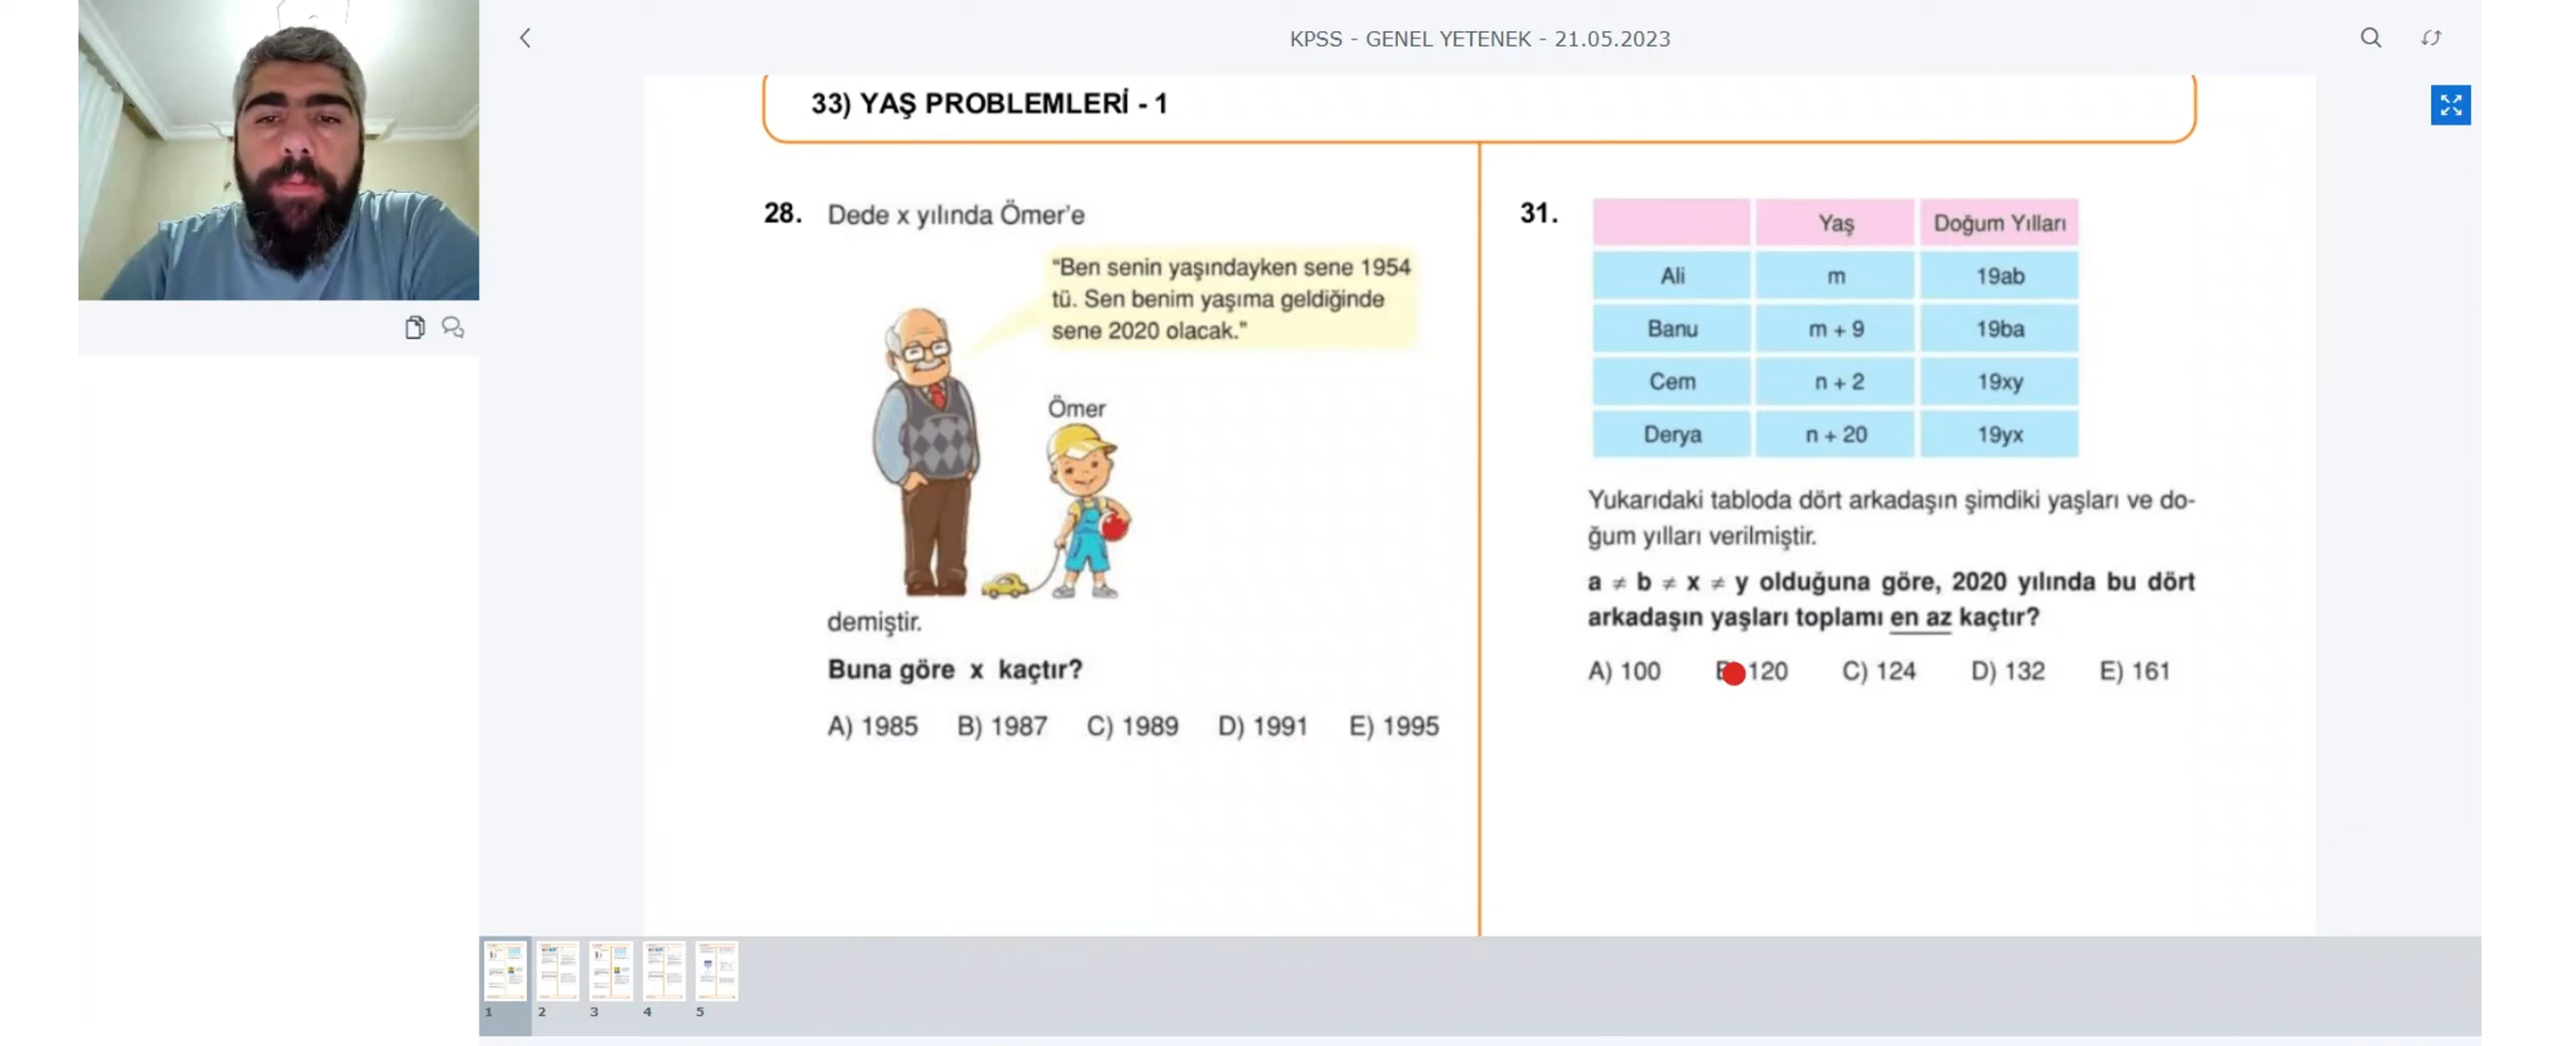 KPSS - GENEL YETENEK - 21.05.2023
33) YAŞ PROBLEMLERİ - 1
28. Dede x yılında Ömer'e
"Ben senin yaşındayken sene 1954
tü. Sen benim yaşıma geldiğinde
sene 2020 olacak."
Ömer
demiştir.
Buna göre x kaçtır?
A) 1985 B) 1987 C) 1989 D) 1991 E) 1995
31.
Yaş Doğum Yılları
Ali m 19ab
Banu m + 9 19ba
Cem n + 2 19xy
Derya n + 20 19yx
Yukarıdaki tabloda dört arkadaşın şimdiki yaşları ve do-
ğum yılları verilmiştir.
a ≠ b ≠ x ≠ y olduğuna göre, 2020 yılında bu dört
arkadaşın yaşları toplamı en az kaçtır?
A) 100 120 C) 124 D) 132 E) 161
1 2 3 4 5